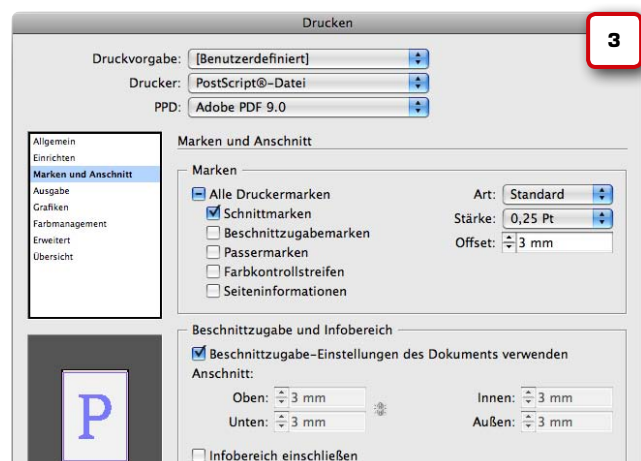 Drucken
3
Druckvorgabe: [Benutzerdefiniert]
Drucker: PostScript®-Datei
PPD: Adobe PDF 9.0
Allgemein
Einrichten
Marken und Anschnitt
Ausgabe
Grafiken
Farbmanagement
Erweitert
Übersicht
Marken und Anschnitt
Marken
Alle Druckermarken
Schnittmarken
Beschnittzugabemarken
Passermarken
Farbkontrollstreifen
Seiteninformationen
Art: Standard
Stärke: 0,25 Pt
Offset: 3 mm
Beschnittzugabe und Infobereich
Beschnittzugabe-Einstellungen des Dokuments verwenden
Anschnitt:
Oben: 3 mm
Innen: 3 mm
Unten: 3 mm
Außen: 3 mm
Infobereich einschließen
P